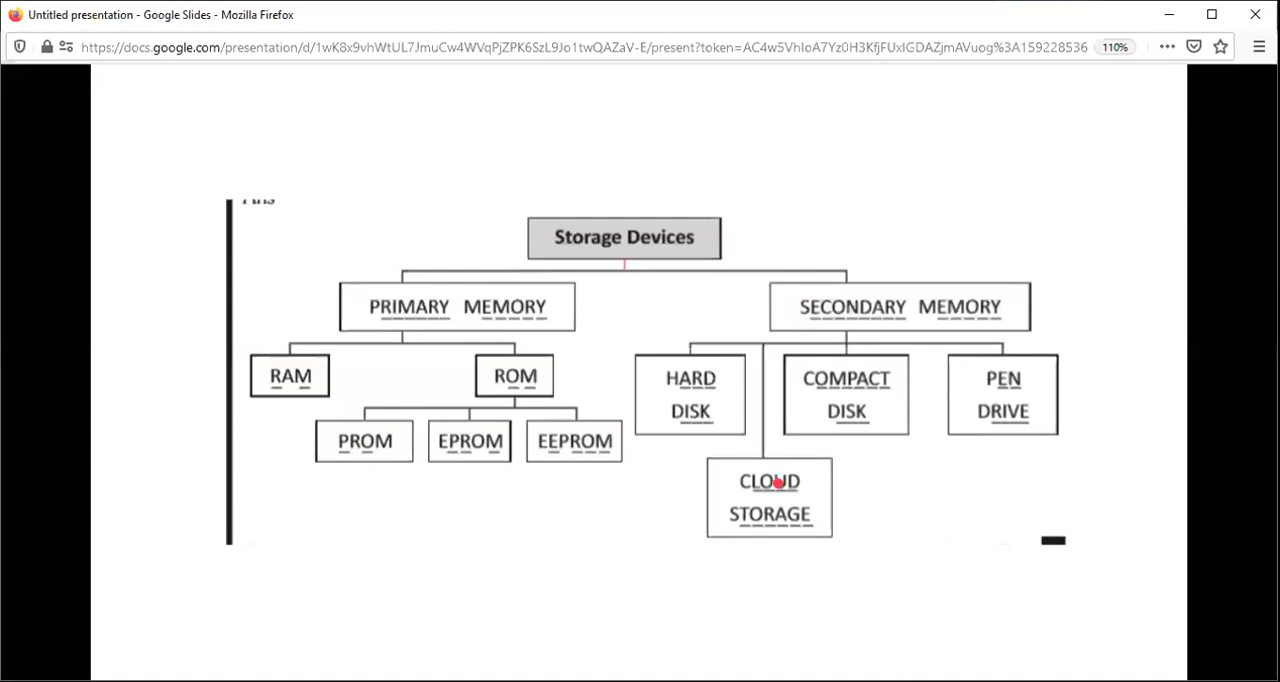 Untitled presentation - Google Slides - Mozilla Firefox
https://docs.google.com/presentation/d/1wK8x9vhWtUL7JmuCw4WVqPjZPK6SzL9Jo1twQAZaV-E/present?token=AC4w5VhIoA7Yz0H3KfjFUxIGDAZjmAVuog%3A159228536
110%
Ans
Storage Devices
PRIMARY MEMORY
SECONDARY MEMORY
RAM
ROM
HARD
DISK
COMPACT
DISK
PEN
DRIVE
PROM
EPROM
EEPROM
CLOUD
STORAGE